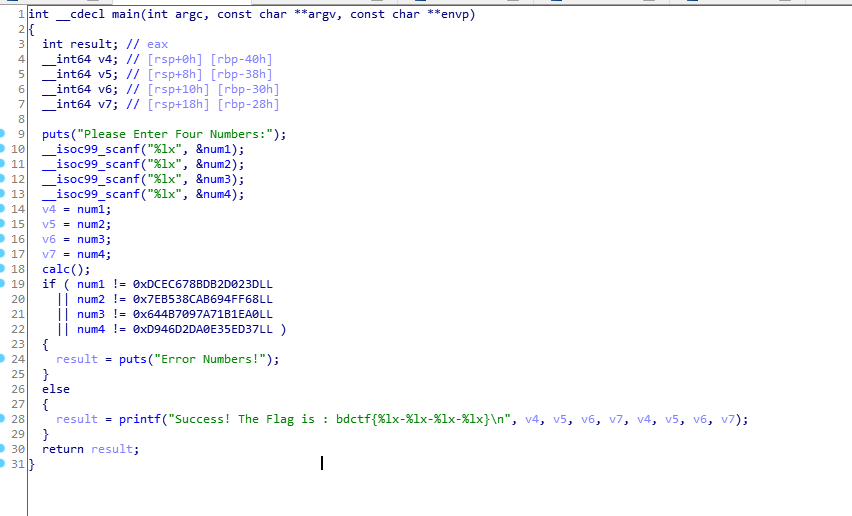 1 int __cdecl main(int argc, const char **argv, const char **envp)
2 {
3 int result; // eax
4 __int64 v4; // [rsp+0h] [rbp-40h]
5 __int64 v5; // [rsp+8h] [rbp-38h]
6 __int64 v6; // [rsp+10h] [rbp-30h]
7 __int64 v7; // [rsp+18h] [rbp-28h]
8
9 puts("Please Enter Four Numbers:");
10 __isoc99_scanf("%lx", &num1);
11 __isoc99_scanf("%lx", &num2);
12 __isoc99_scanf("%lx", &num3);
13 __isoc99_scanf("%lx", &num4);
14 v4 = num1;
15 v5 = num2;
16 v6 = num3;
17 v7 = num4;
18 calc();
19 if ( num1 != 0xDCEC678BDB2D023DLL
20 || num2 != 0x7EB538CAB694FF68LL
21 || num3 != 0x644B7097A71B1EA0LL
22 || num4 != 0xD946D2DA0E35ED37LL )
23 {
24 result = puts("Error Numbers!");
25 }
26 else
27 {
28 result = printf("Success! The Flag is : bdctf{%lx-%lx-%lx-%lx}\n", v4, v5, v6, v7, v4, v5, v6, v7);
29 }
30 return result;
31 }